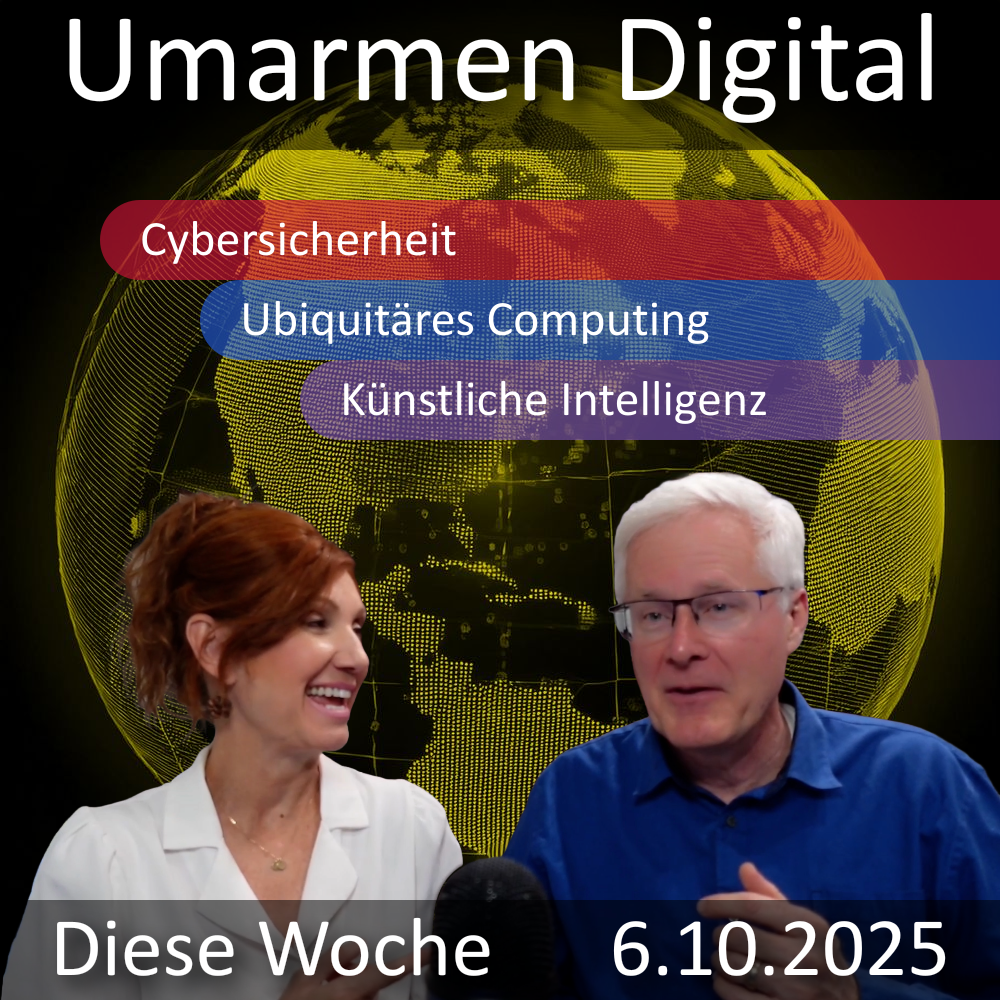 Umarmen Digital
Cybersicherheit
Ubiquitäres Computing
Künstliche Intelligenz
Diese Woche 6.10.2025